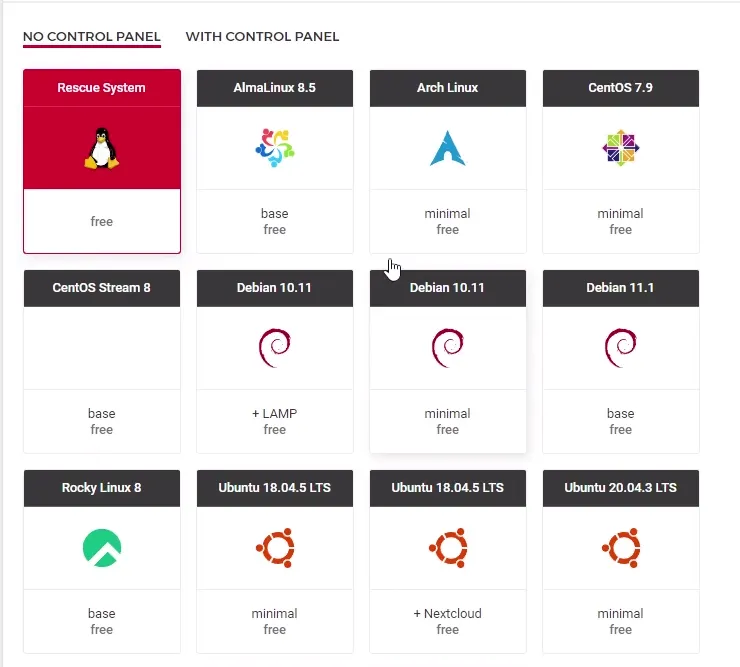 NO CONTROL PANEL WITH CONTROL PANEL
Rescue System
free
AlmaLinux 8.5
base
free
Arch Linux
minimal
free
CentOS 7.9
minimal
free
CentOS Stream 8
base
free
Debian 10.11
+ LAMP
free
Debian 10.11
minimal
free
Debian 11.1
base
free
Rocky Linux 8
base
free
Ubuntu 18.04.5 LTS
minimal
free
Ubuntu 18.04.5 LTS
+ Nextcloud
free
Ubuntu 20.04.3 LTS
minimal
free